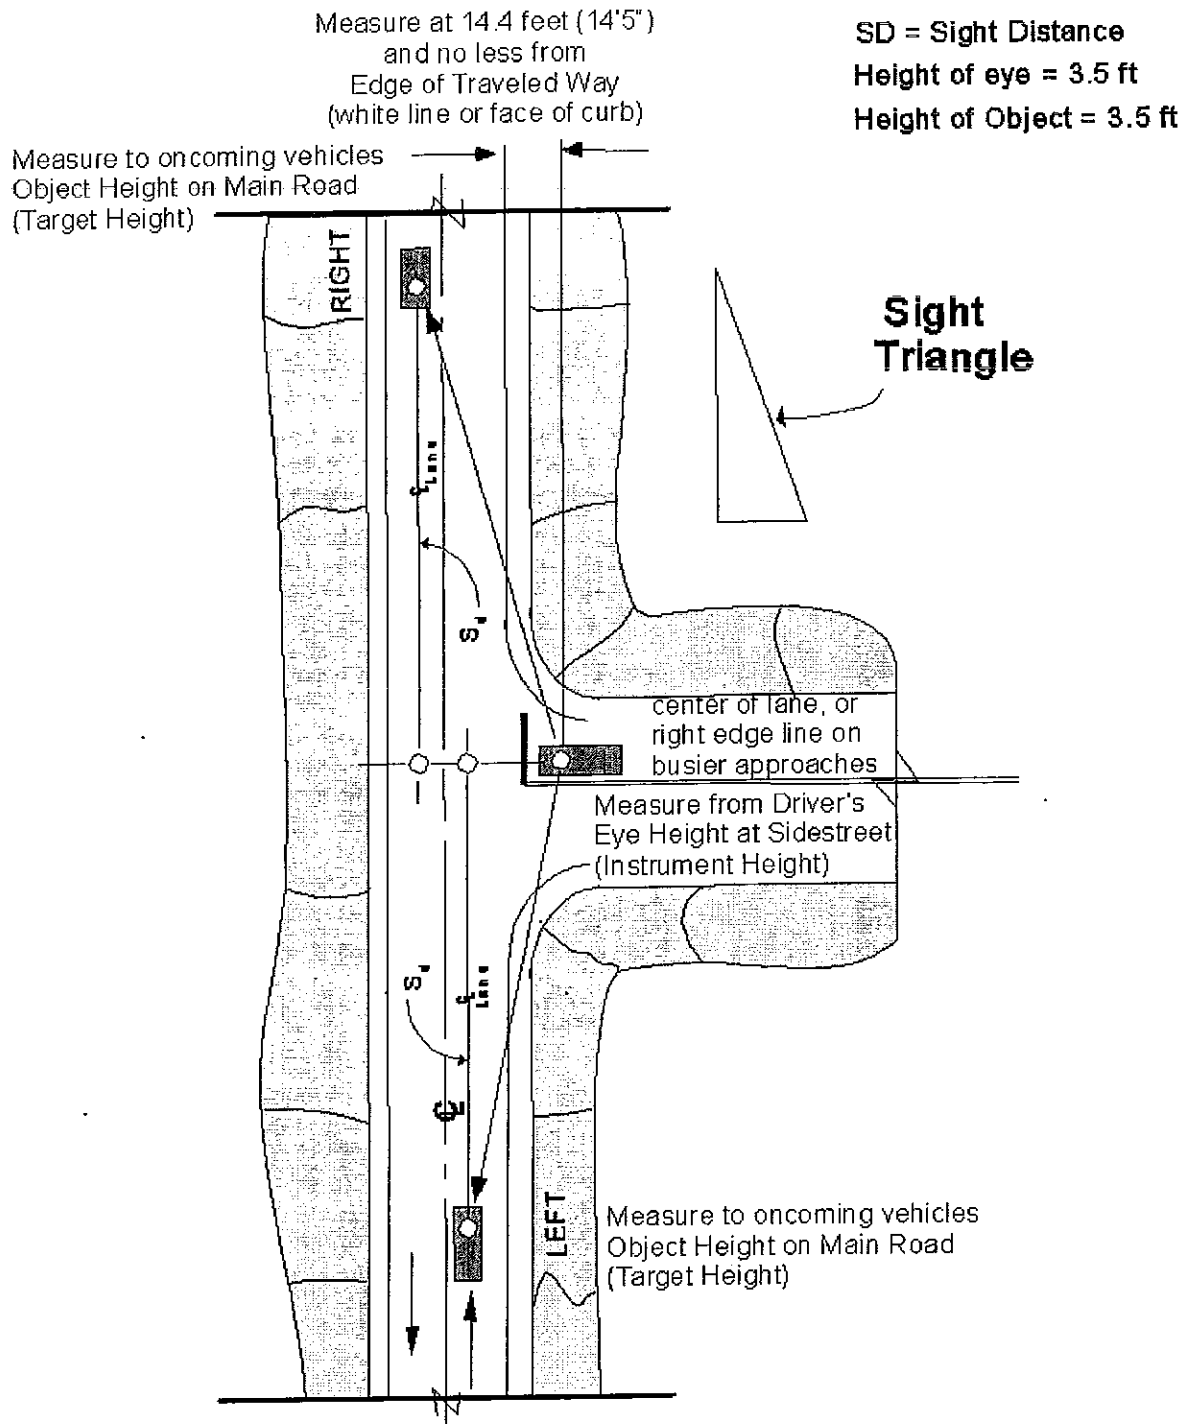 Measure at 14.4 feet (14'5")
and no less from
Edge of Traveled Way
(white line or face of curb)
SD = Sight Distance
Height of eye = 3.5 ft
Height of Object = 3.5 ft
Measure to oncoming vehicles
Object Height on Main Road
(Target Height)
RIGHT
Sight
Triangle
℄ Lane
Sd
center of lane, or
right edge line on
busier approaches
Measure from Driver's
Eye Height at Sidestreet
(Instrument Height)
Sd
℄ Lane
℄
LEFT
Measure to oncoming vehicles
Object Height on Main Road
(Target Height)